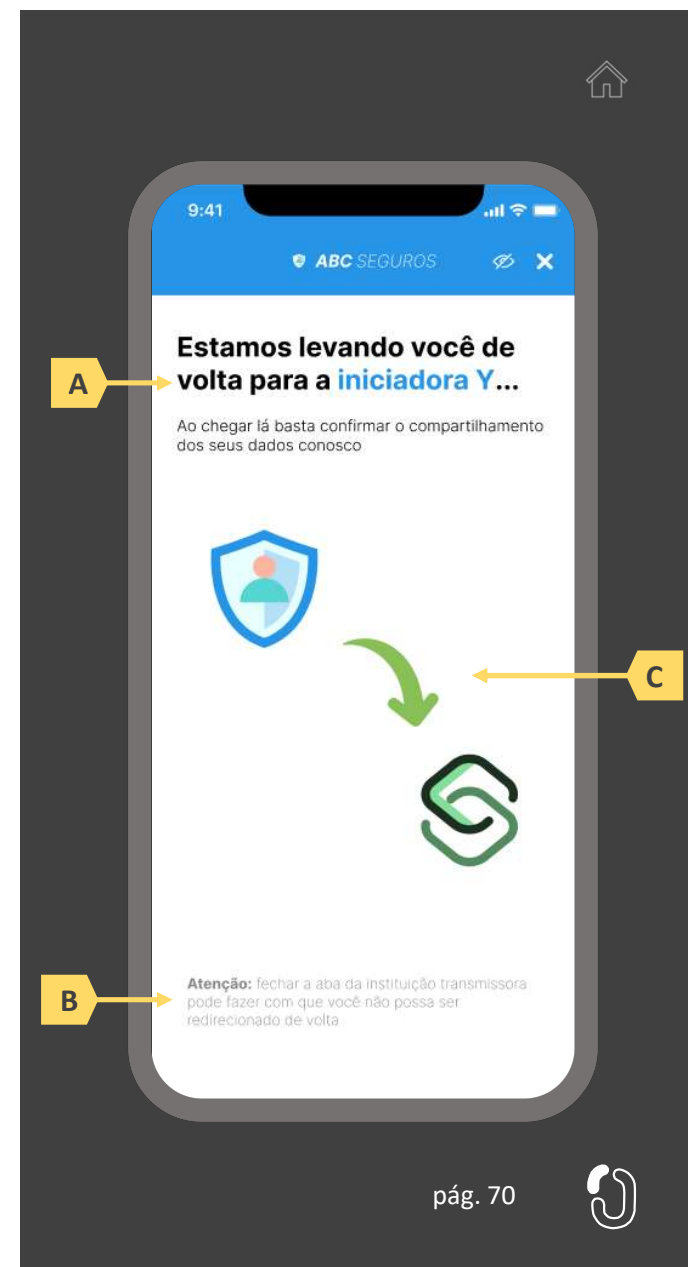 9:41
ABC SEGUROS
Estamos levando você de
volta para a iniciadora Y...
A
Ao chegar lá basta confirmar o compartilhamento
dos seus dados conosco
C
Atenção: fechar a aba da instituição transmissora
pode fazer com que você não possa ser
redirecionado de volta
B
pág. 70